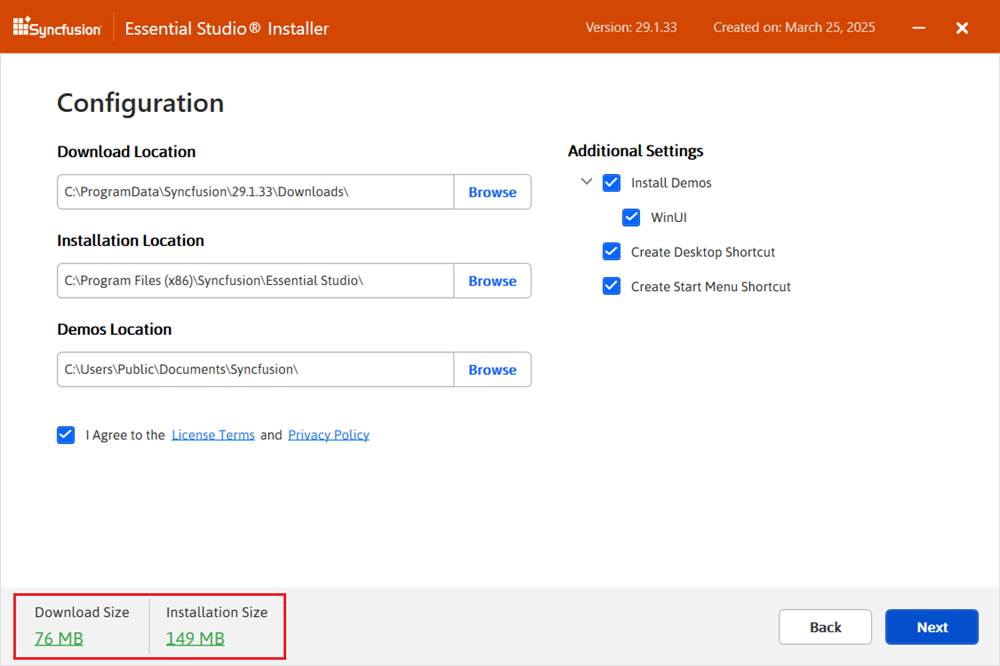 Syncfusion Essential Studio® Installer Version: 29.1.33 Created on: March 25, 2025
Configuration
Download Location
C:\ProgramData\Syncfusion\29.1.33\Downloads\ Browse
Installation Location
C:\Program Files (x86)\Syncfusion\Essential Studio\ Browse
Demos Location
C:\Users\Public\Documents\Syncfusion\ Browse
I Agree to the License Terms and Privacy Policy
Additional Settings
Install Demos
WinUI
Create Desktop Shortcut
Create Start Menu Shortcut
Download Size
76 MB
Installation Size
149 MB
Back
Next